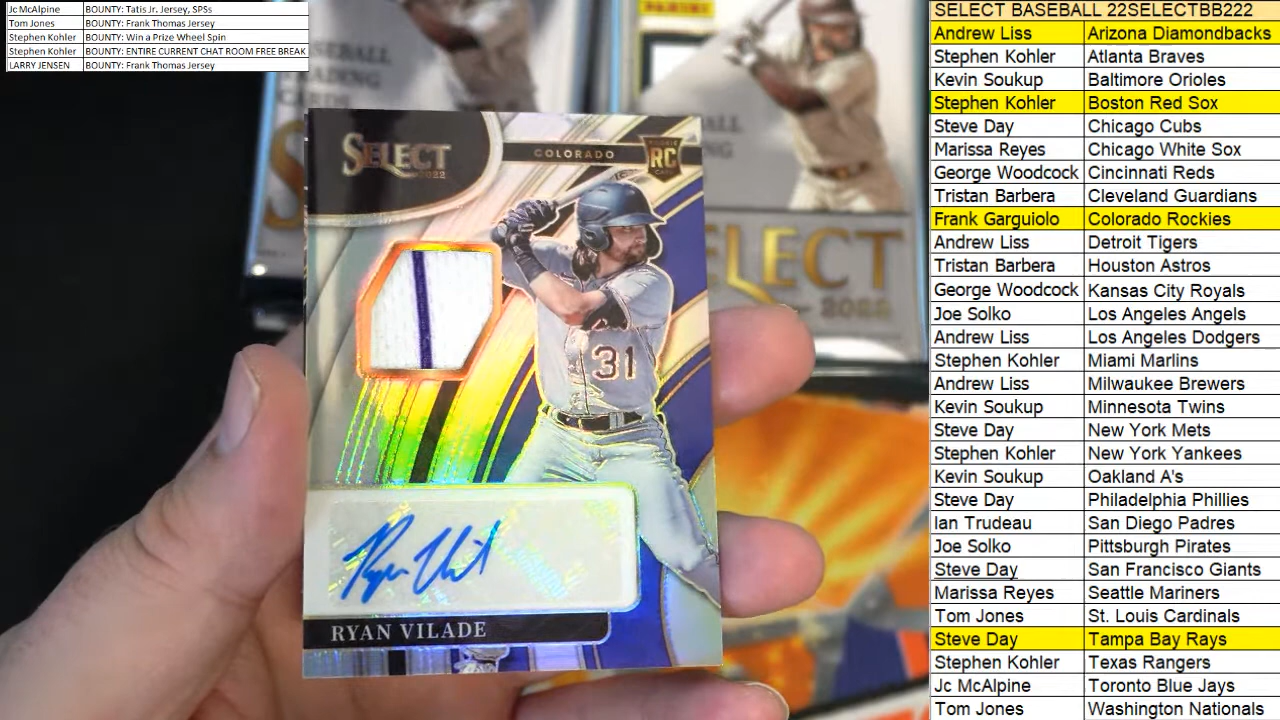 Jc McAlpine BOUNTY: Tatis Jr. Jersey, SPSs
Tom Jones BOUNTY: Frank Thomas Jersey
Stephen Kohler BOUNTY: Win a Prize Wheel Spin
Stephen Kohler BOUNTY: ENTIRE CURRENT CHAT ROOM FREE BREAK
LARRY JENSEN BOUNTY: Frank Thomas Jersey
SELECT BASEBALL 22SELECTBB222
Andrew Liss Arizona Diamondbacks
Stephen Kohler Atlanta Braves
Kevin Soukup Baltimore Orioles
Stephen Kohler Boston Red Sox
Steve Day Chicago Cubs
Marissa Reyes Chicago White Sox
George Woodcock Cincinnati Reds
Tristan Barbera Cleveland Guardians
Frank Garguiolo Colorado Rockies
Andrew Liss Detroit Tigers
Tristan Barbera Houston Astros
George Woodcock Kansas City Royals
Joe Solko Los Angeles Angels
Andrew Liss Los Angeles Dodgers
Stephen Kohler Miami Marlins
Andrew Liss Milwaukee Brewers
Kevin Soukup Minnesota Twins
Steve Day New York Mets
Stephen Kohler New York Yankees
Kevin Soukup Oakland A's
Steve Day Philadelphia Phillies
Ian Trudeau San Diego Padres
Joe Solko Pittsburgh Pirates
Steve Day San Francisco Giants
Marissa Reyes Seattle Mariners
Tom Jones St. Louis Cardinals
Steve Day Tampa Bay Rays
Stephen Kohler Texas Rangers
Jc McAlpine Toronto Blue Jays
Tom Jones Washington Nationals
PANINI
SELECT
2022
COLORADO
ROOKIE
RC
CARD
31
RYAN VILADE
SELECT
2022